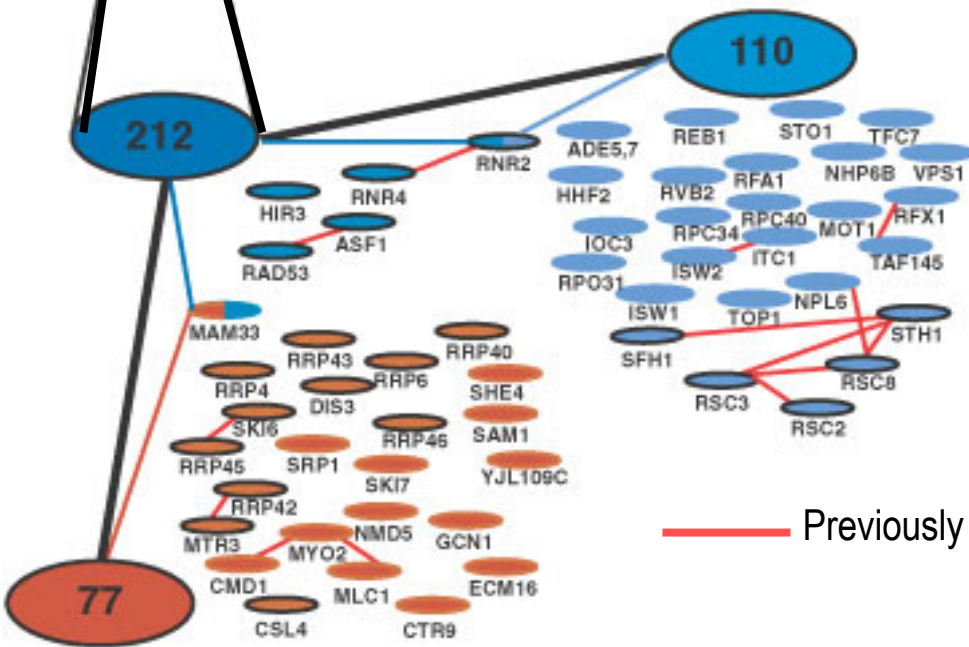 110
212
RNR2
ADE5,7
REB1
STO1
TFC7
HIR3
RNR4
HHF2
RVB2
RFA1
NHP6B
VPS1
RAD53
ASF1
IOC3
RPC34
RPC40
MOT1
RFX1
RPO31
ISW2
ITC1
TAF145
MAM33
ISW1
TOP1
NPL6
STH1
RRP43
RRP40
SFH1
RRP4
DIS3
RRP6
SHE4
RSC3
RSC8
SKI6
RRP46
SAM1
RSC2
RRP45
SRP1
SKI7
YJL109C
RRP42
MTR3
MYO2
NMD5
GCN1
Previously
77
CMD1
MLC1
ECM16
CSL4
CTR9